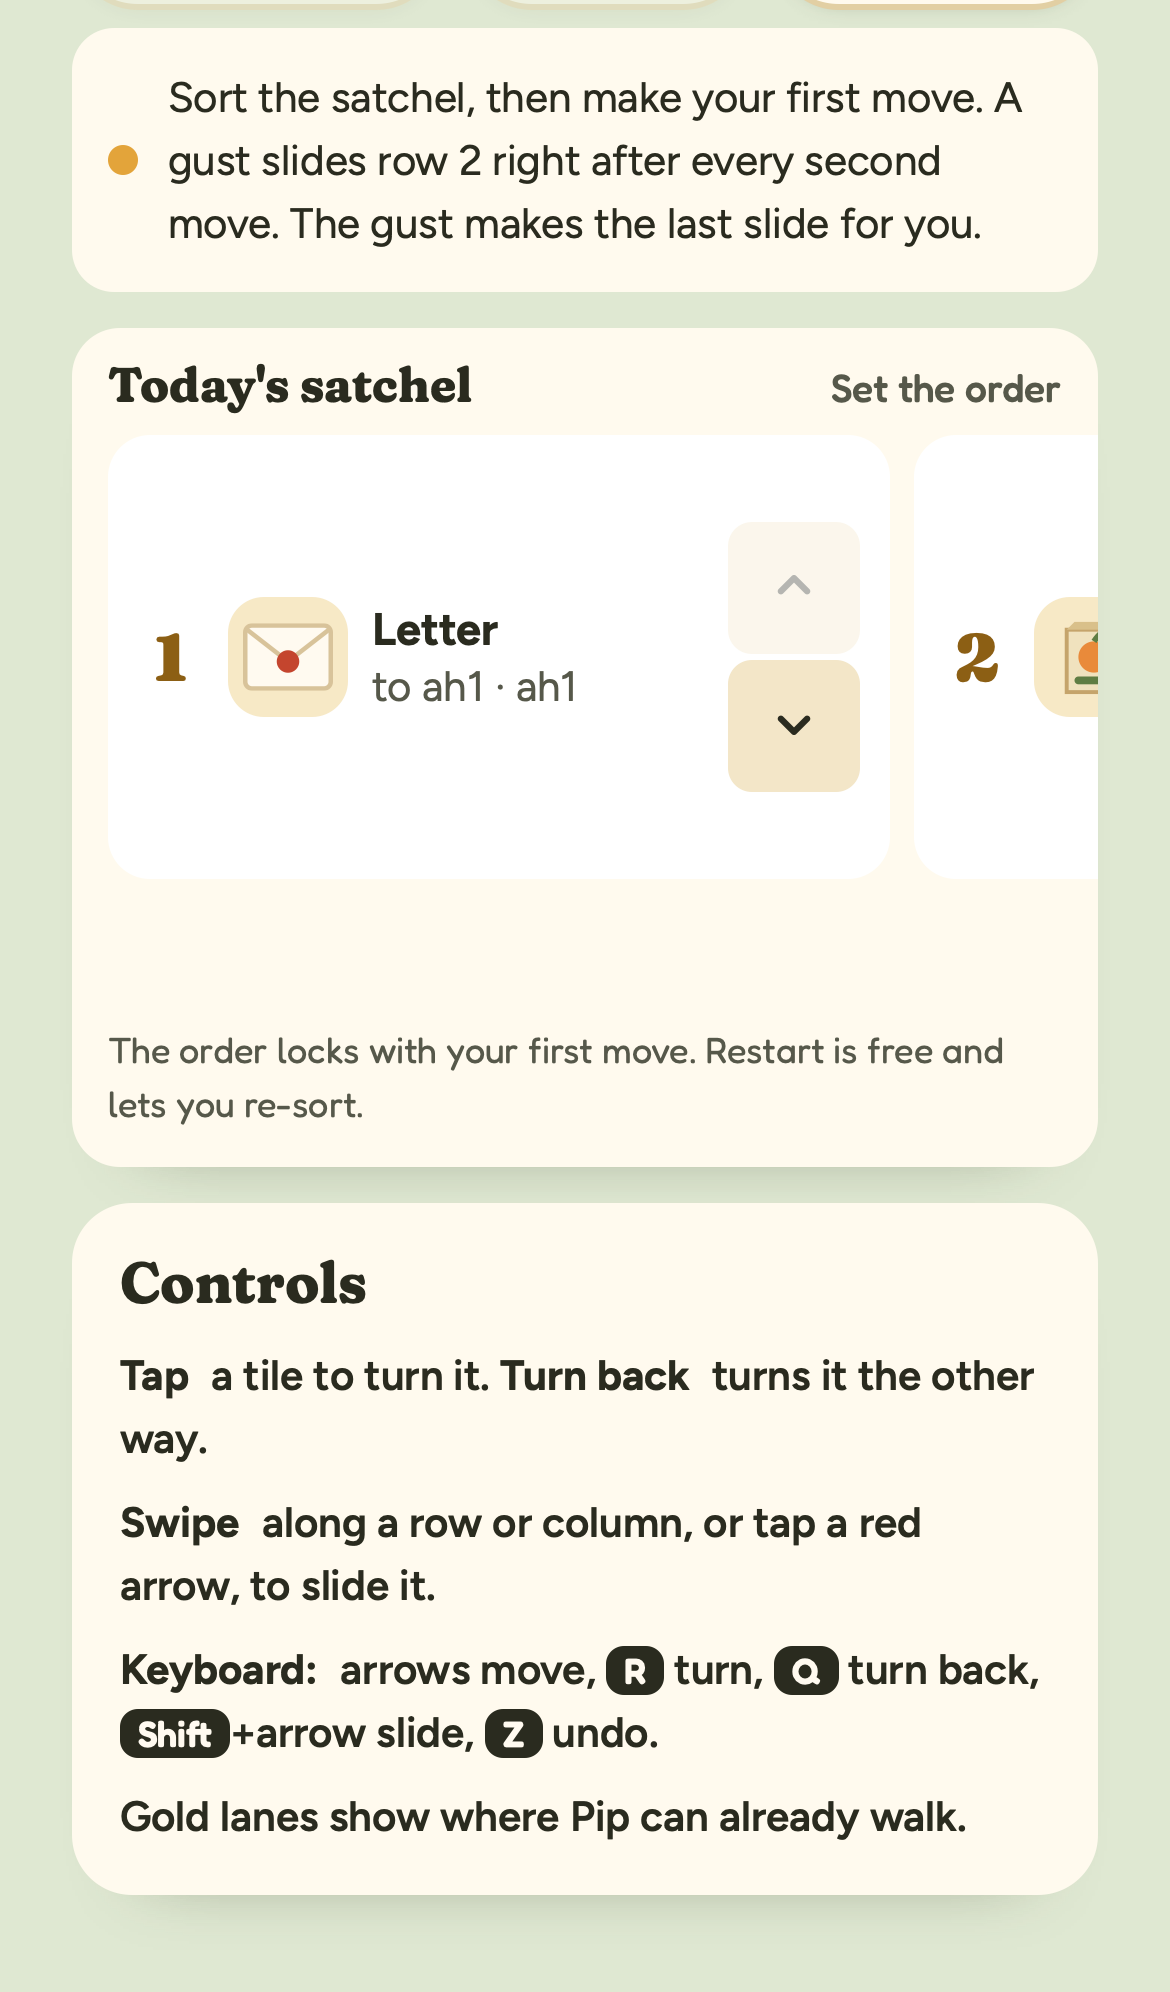 Sort the satchel, then make your first move. A
gust slides row 2 right after every second
move. The gust makes the last slide for you.
Today's satchel
Set the order
1
Letter
to ah1 · ah1
2
The order locks with your first move. Restart is free and
lets you re-sort.
Controls
Tap a tile to turn it. Turn back turns it the other
way.
Swipe along a row or column, or tap a red
arrow, to slide it.
Keyboard: arrows move, R turn, Q turn back,
Shift+arrow slide, Z undo.
Gold lanes show where Pip can already walk.